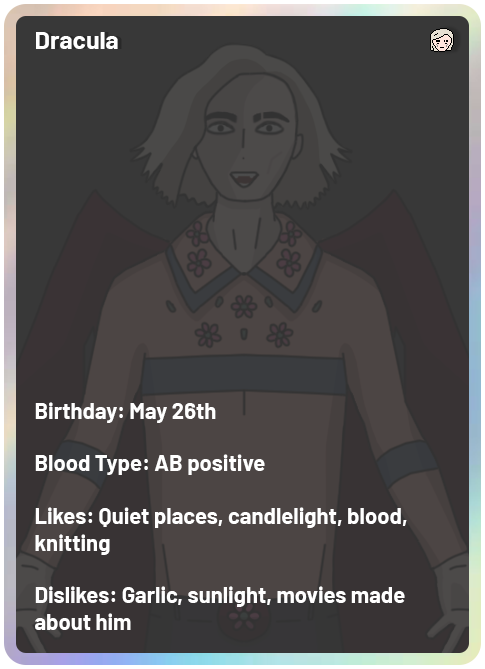 Dracula
Birthday: May 26th
Blood Type: AB positive
Likes: Quiet places, candlelight, blood,
knitting
Dislikes: Garlic, sunlight, movies made
about him